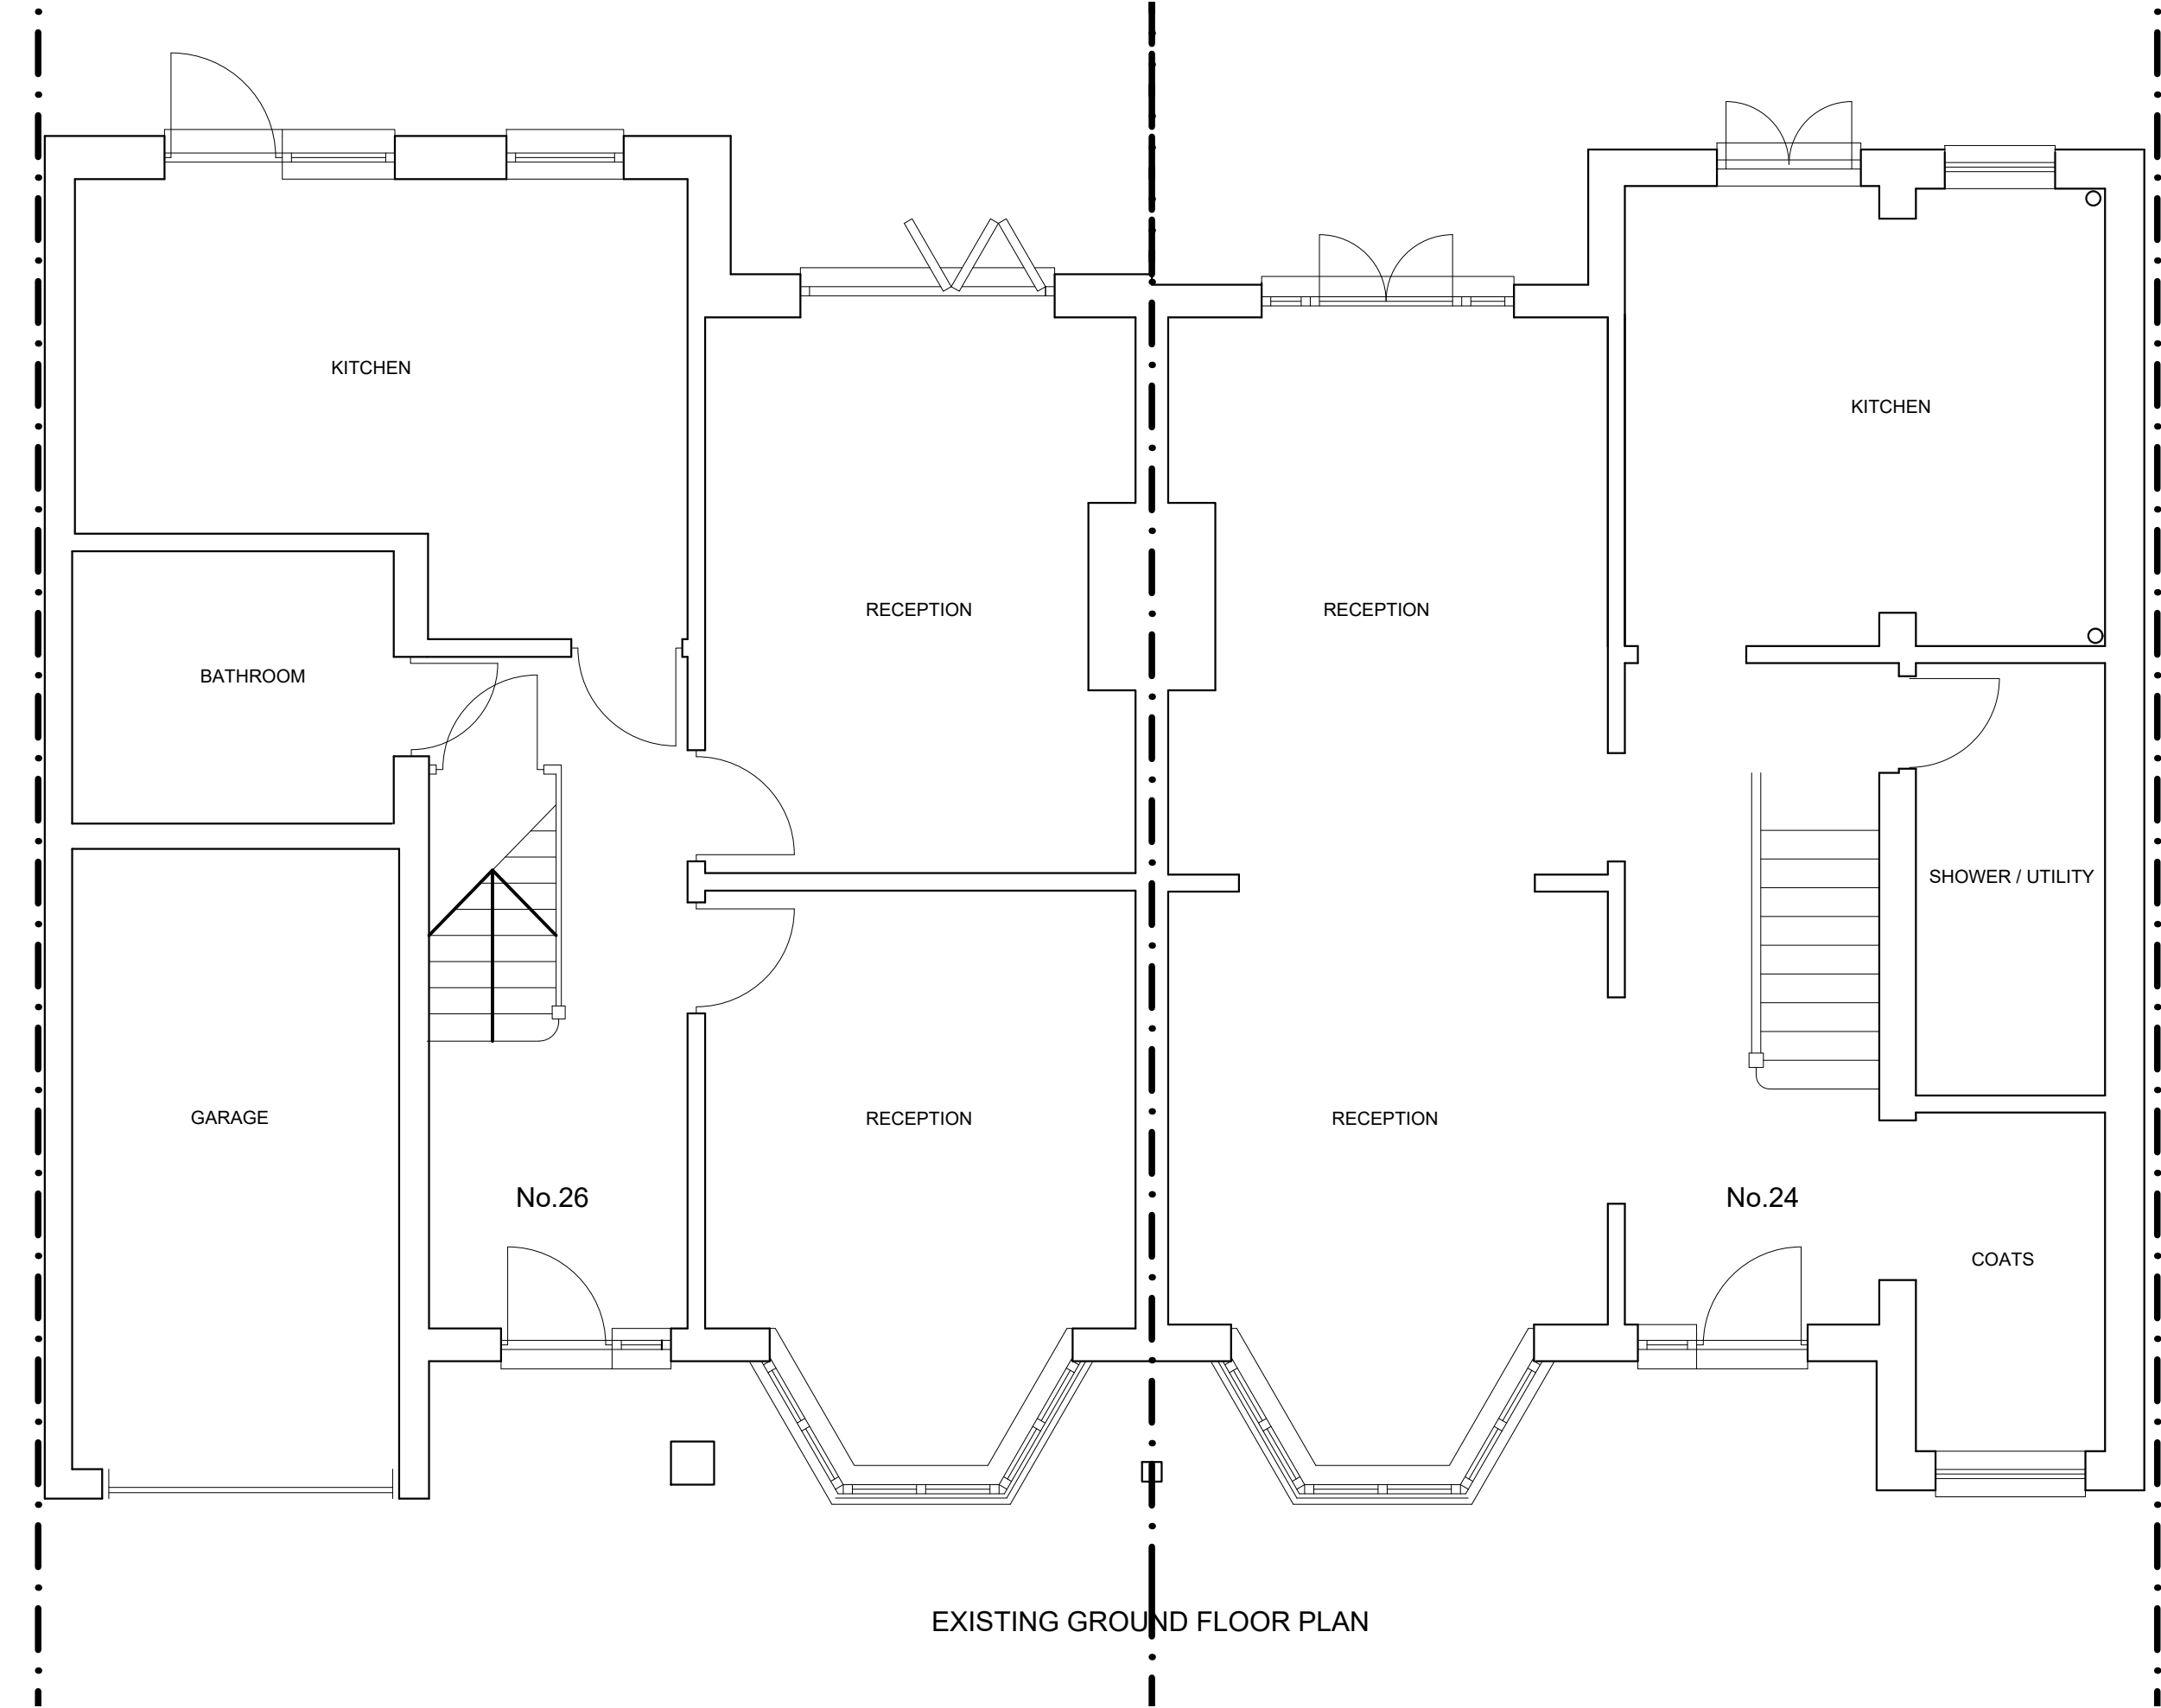 KITCHEN
KITCHEN
RECEPTION
RECEPTION
BATHROOM
SHOWER / UTILITY
GARAGE
RECEPTION
RECEPTION
No.26
No.24
COATS
EXISTING GROUND FLOOR PLAN